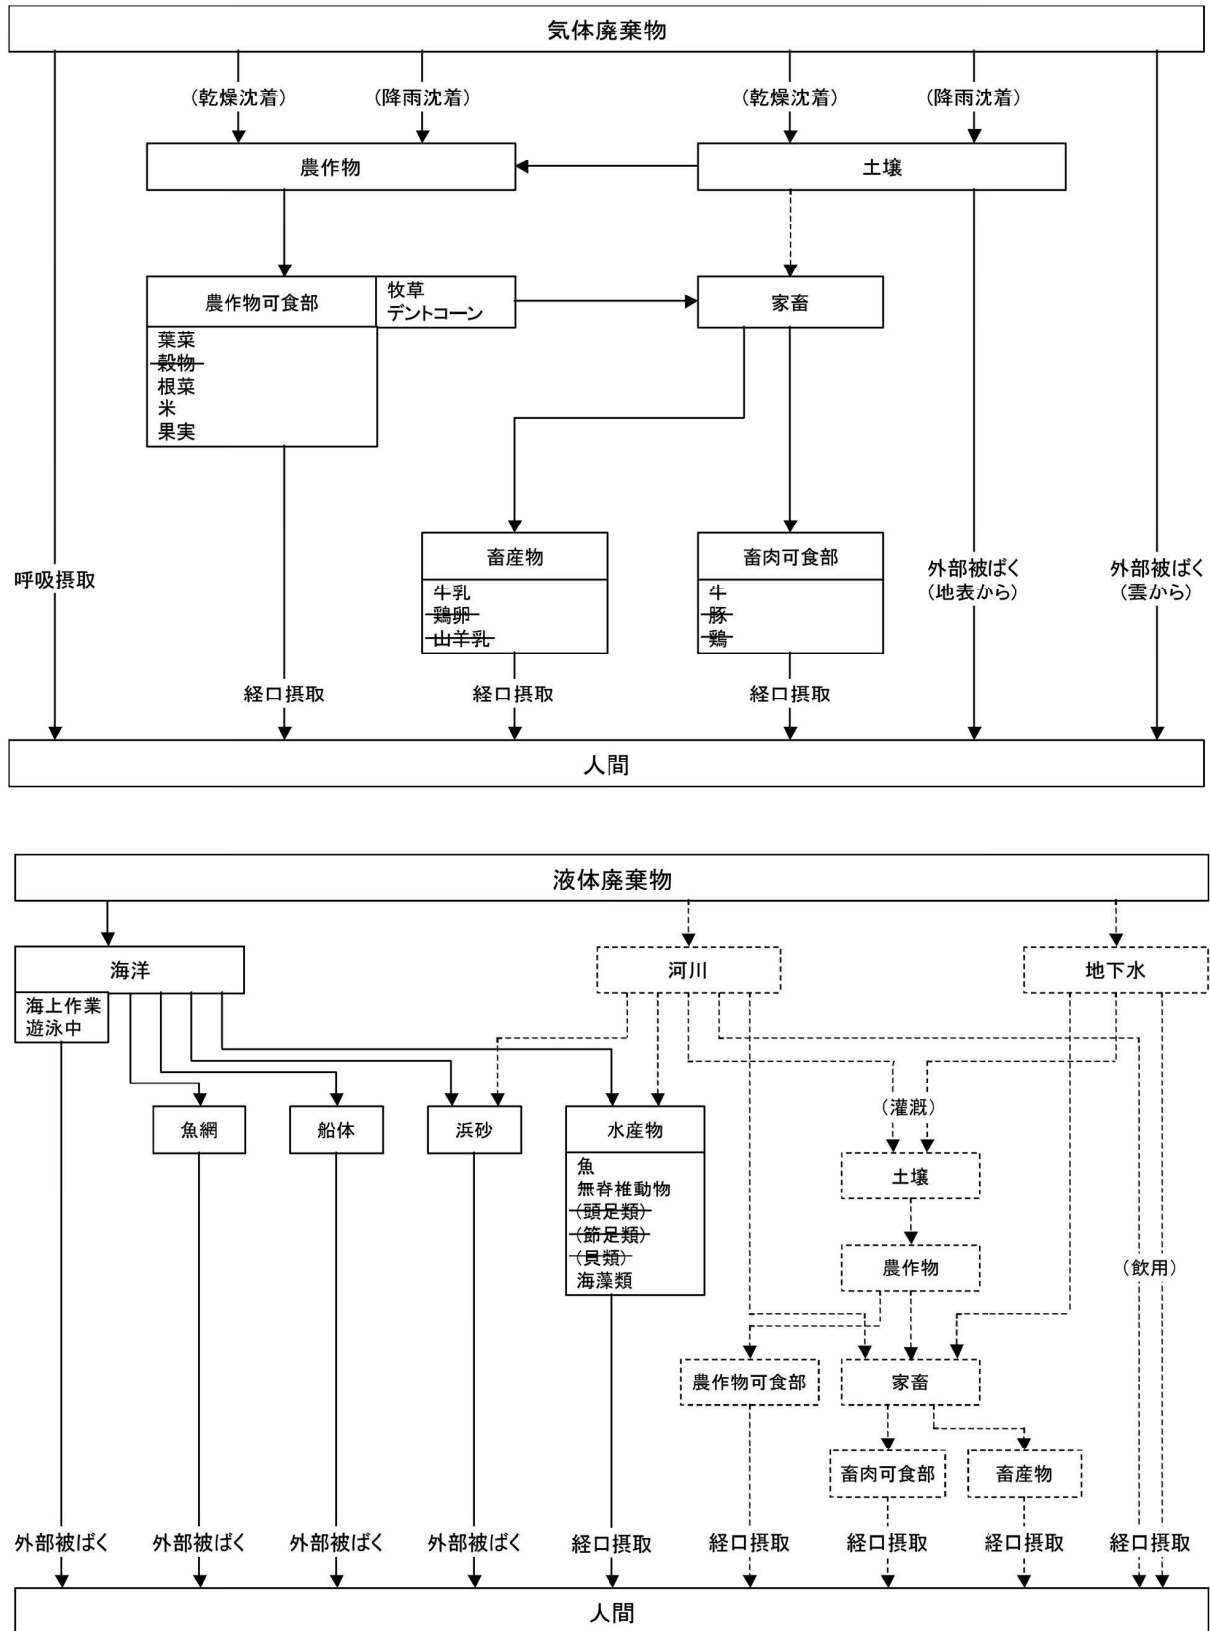 気体廃棄物
(乾燥沈着)
(降雨沈着)
(乾燥沈着)
(降雨沈着)
農作物
土壌
農作物可食部
牧草
デントコーン
家畜
葉菜
穀物
根菜
米
果実
畜産物
畜肉可食部
牛乳
鶏卵
山羊乳
牛
豚
鶏
呼吸摂取
外部被ばく
(地表から)
外部被ばく
(雲から)
経口摂取
経口摂取
経口摂取
人間
液体廃棄物
海洋
河川
地下水
海上作業
遊泳中
魚網
船体
浜砂
水産物
(灌漑)
魚
無脊椎動物
(頭足類)
(節足類)
(貝類)
海藻類
土壌
農作物
(飲用)
農作物可食部
家畜
畜肉可食部
畜産物
外部被ばく
外部被ばく
外部被ばく
外部被ばく
経口摂取
経口摂取
経口摂取
経口摂取
経口摂取
人間